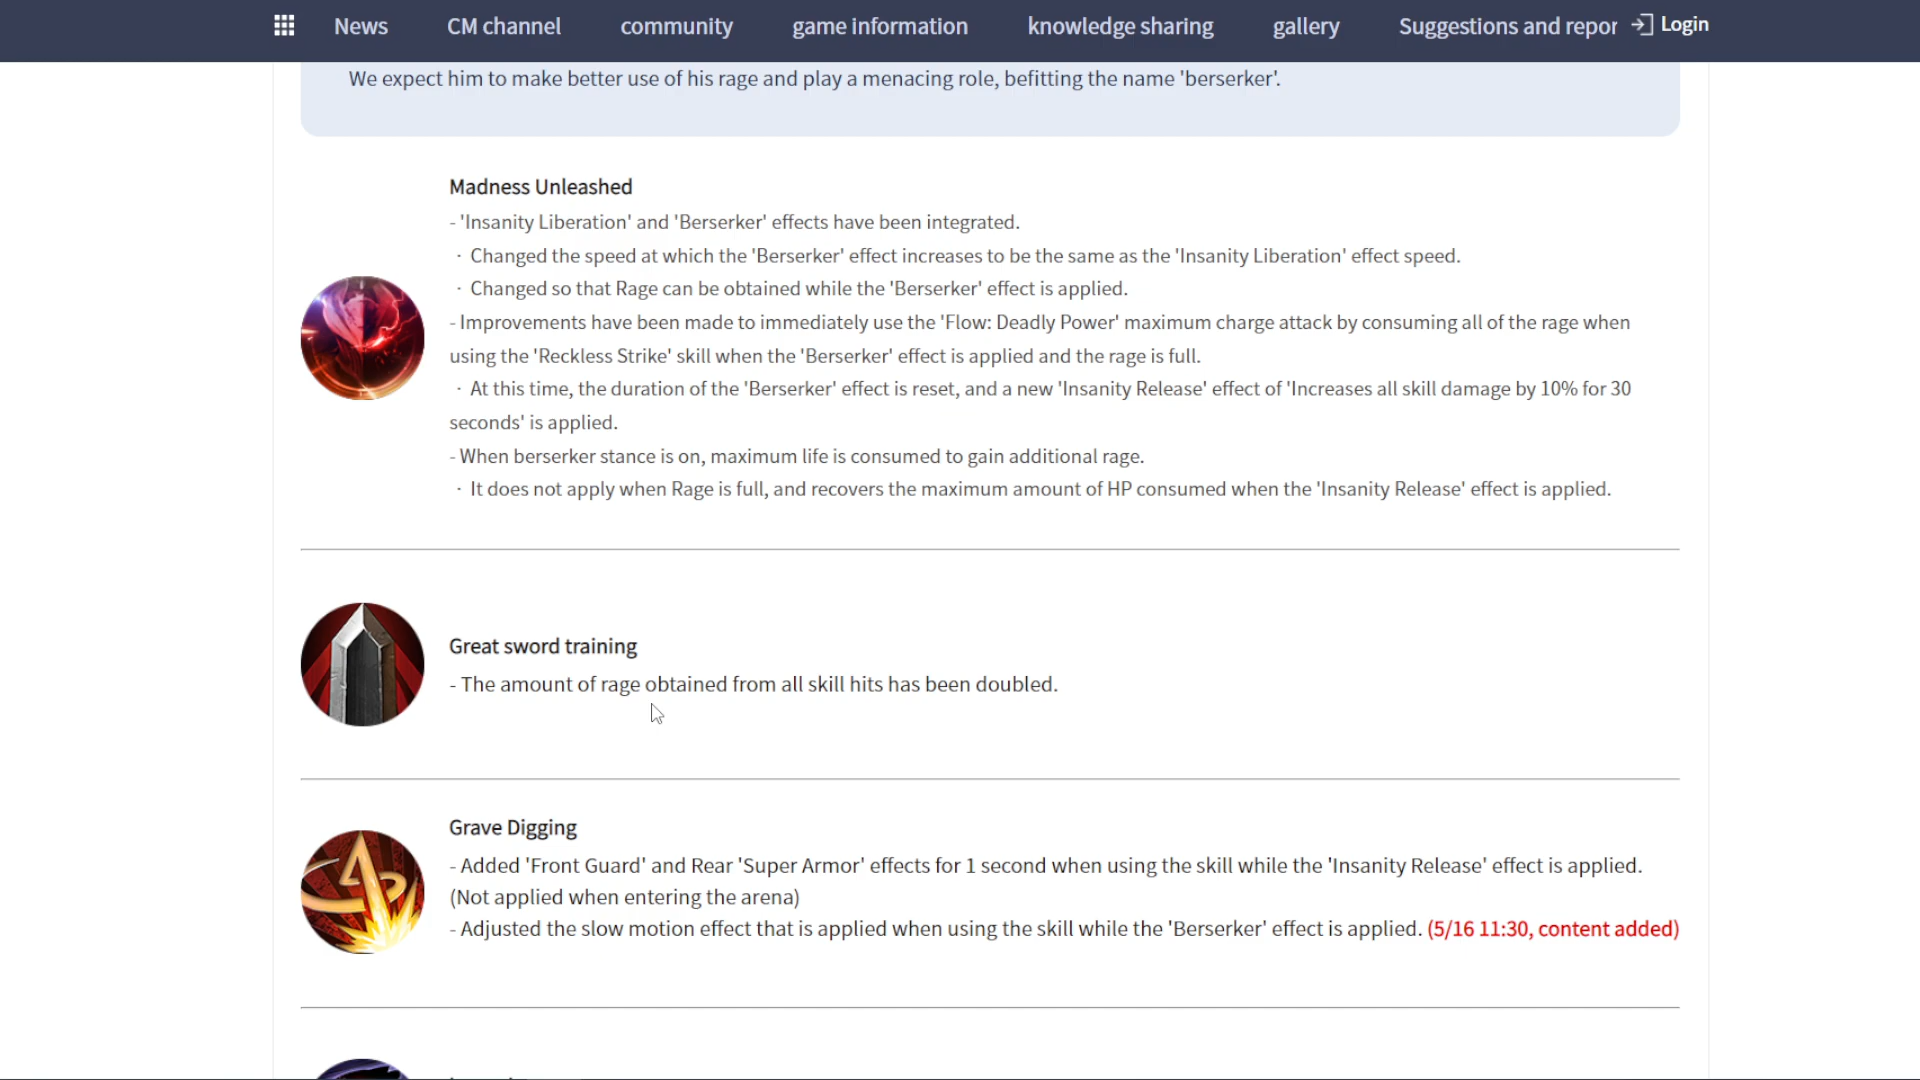 News CM channel community game information knowledge sharing gallery Suggestions and repor Login
We expect him to make better use of his rage and play a menacing role, befitting the name 'berserker'.
Madness Unleashed
- 'Insanity Liberation' and 'Berserker' effects have been integrated.
· Changed the speed at which the 'Berserker' effect increases to be the same as the 'Insanity Liberation' effect speed.
· Changed so that Rage can be obtained while the 'Berserker' effect is applied.
- Improvements have been made to immediately use the 'Flow: Deadly Power' maximum charge attack by consuming all of the rage when
using the 'Reckless Strike' skill when the 'Berserker' effect is applied and the rage is full.
· At this time, the duration of the 'Berserker' effect is reset, and a new 'Insanity Release' effect of 'Increases all skill damage by 10% for 30
seconds' is applied.
- When berserker stance is on, maximum life is consumed to gain additional rage.
· It does not apply when Rage is full, and recovers the maximum amount of HP consumed when the 'Insanity Release' effect is applied.
Great sword training
- The amount of rage obtained from all skill hits has been doubled.
Grave Digging
- Added 'Front Guard' and Rear 'Super Armor' effects for 1 second when using the skill while the 'Insanity Release' effect is applied.
(Not applied when entering the arena)
- Adjusted the slow motion effect that is applied when using the skill while the 'Berserker' effect is applied. (5/16 11:30, content added)